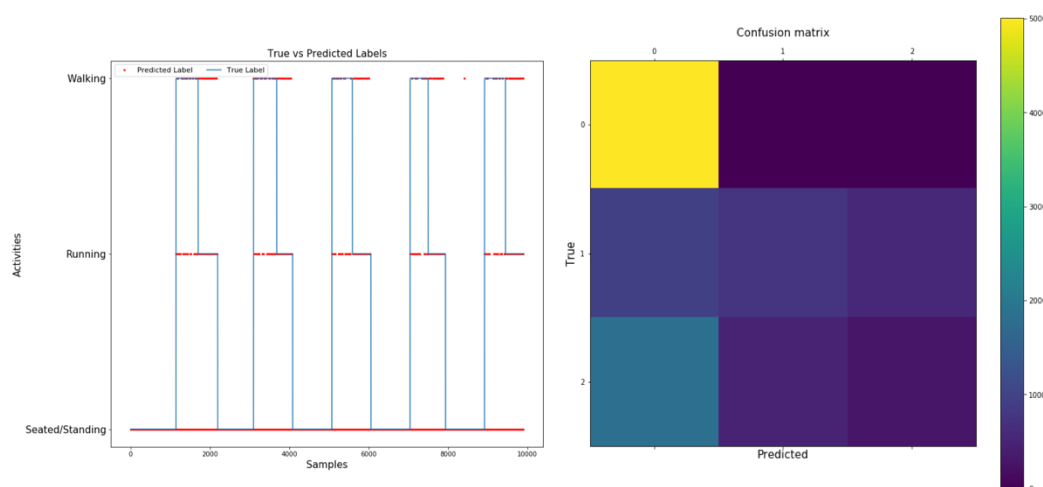 True vs Predicted Labels
Predicted Label
True Label
Walking
Running
Seated/Standing
Activities
0
2000
4000
6000
8000
10000
Samples
Confusion matrix
0
1
2
0
1
2
True
Predicted
5000
4000
3000
2000
1000
0